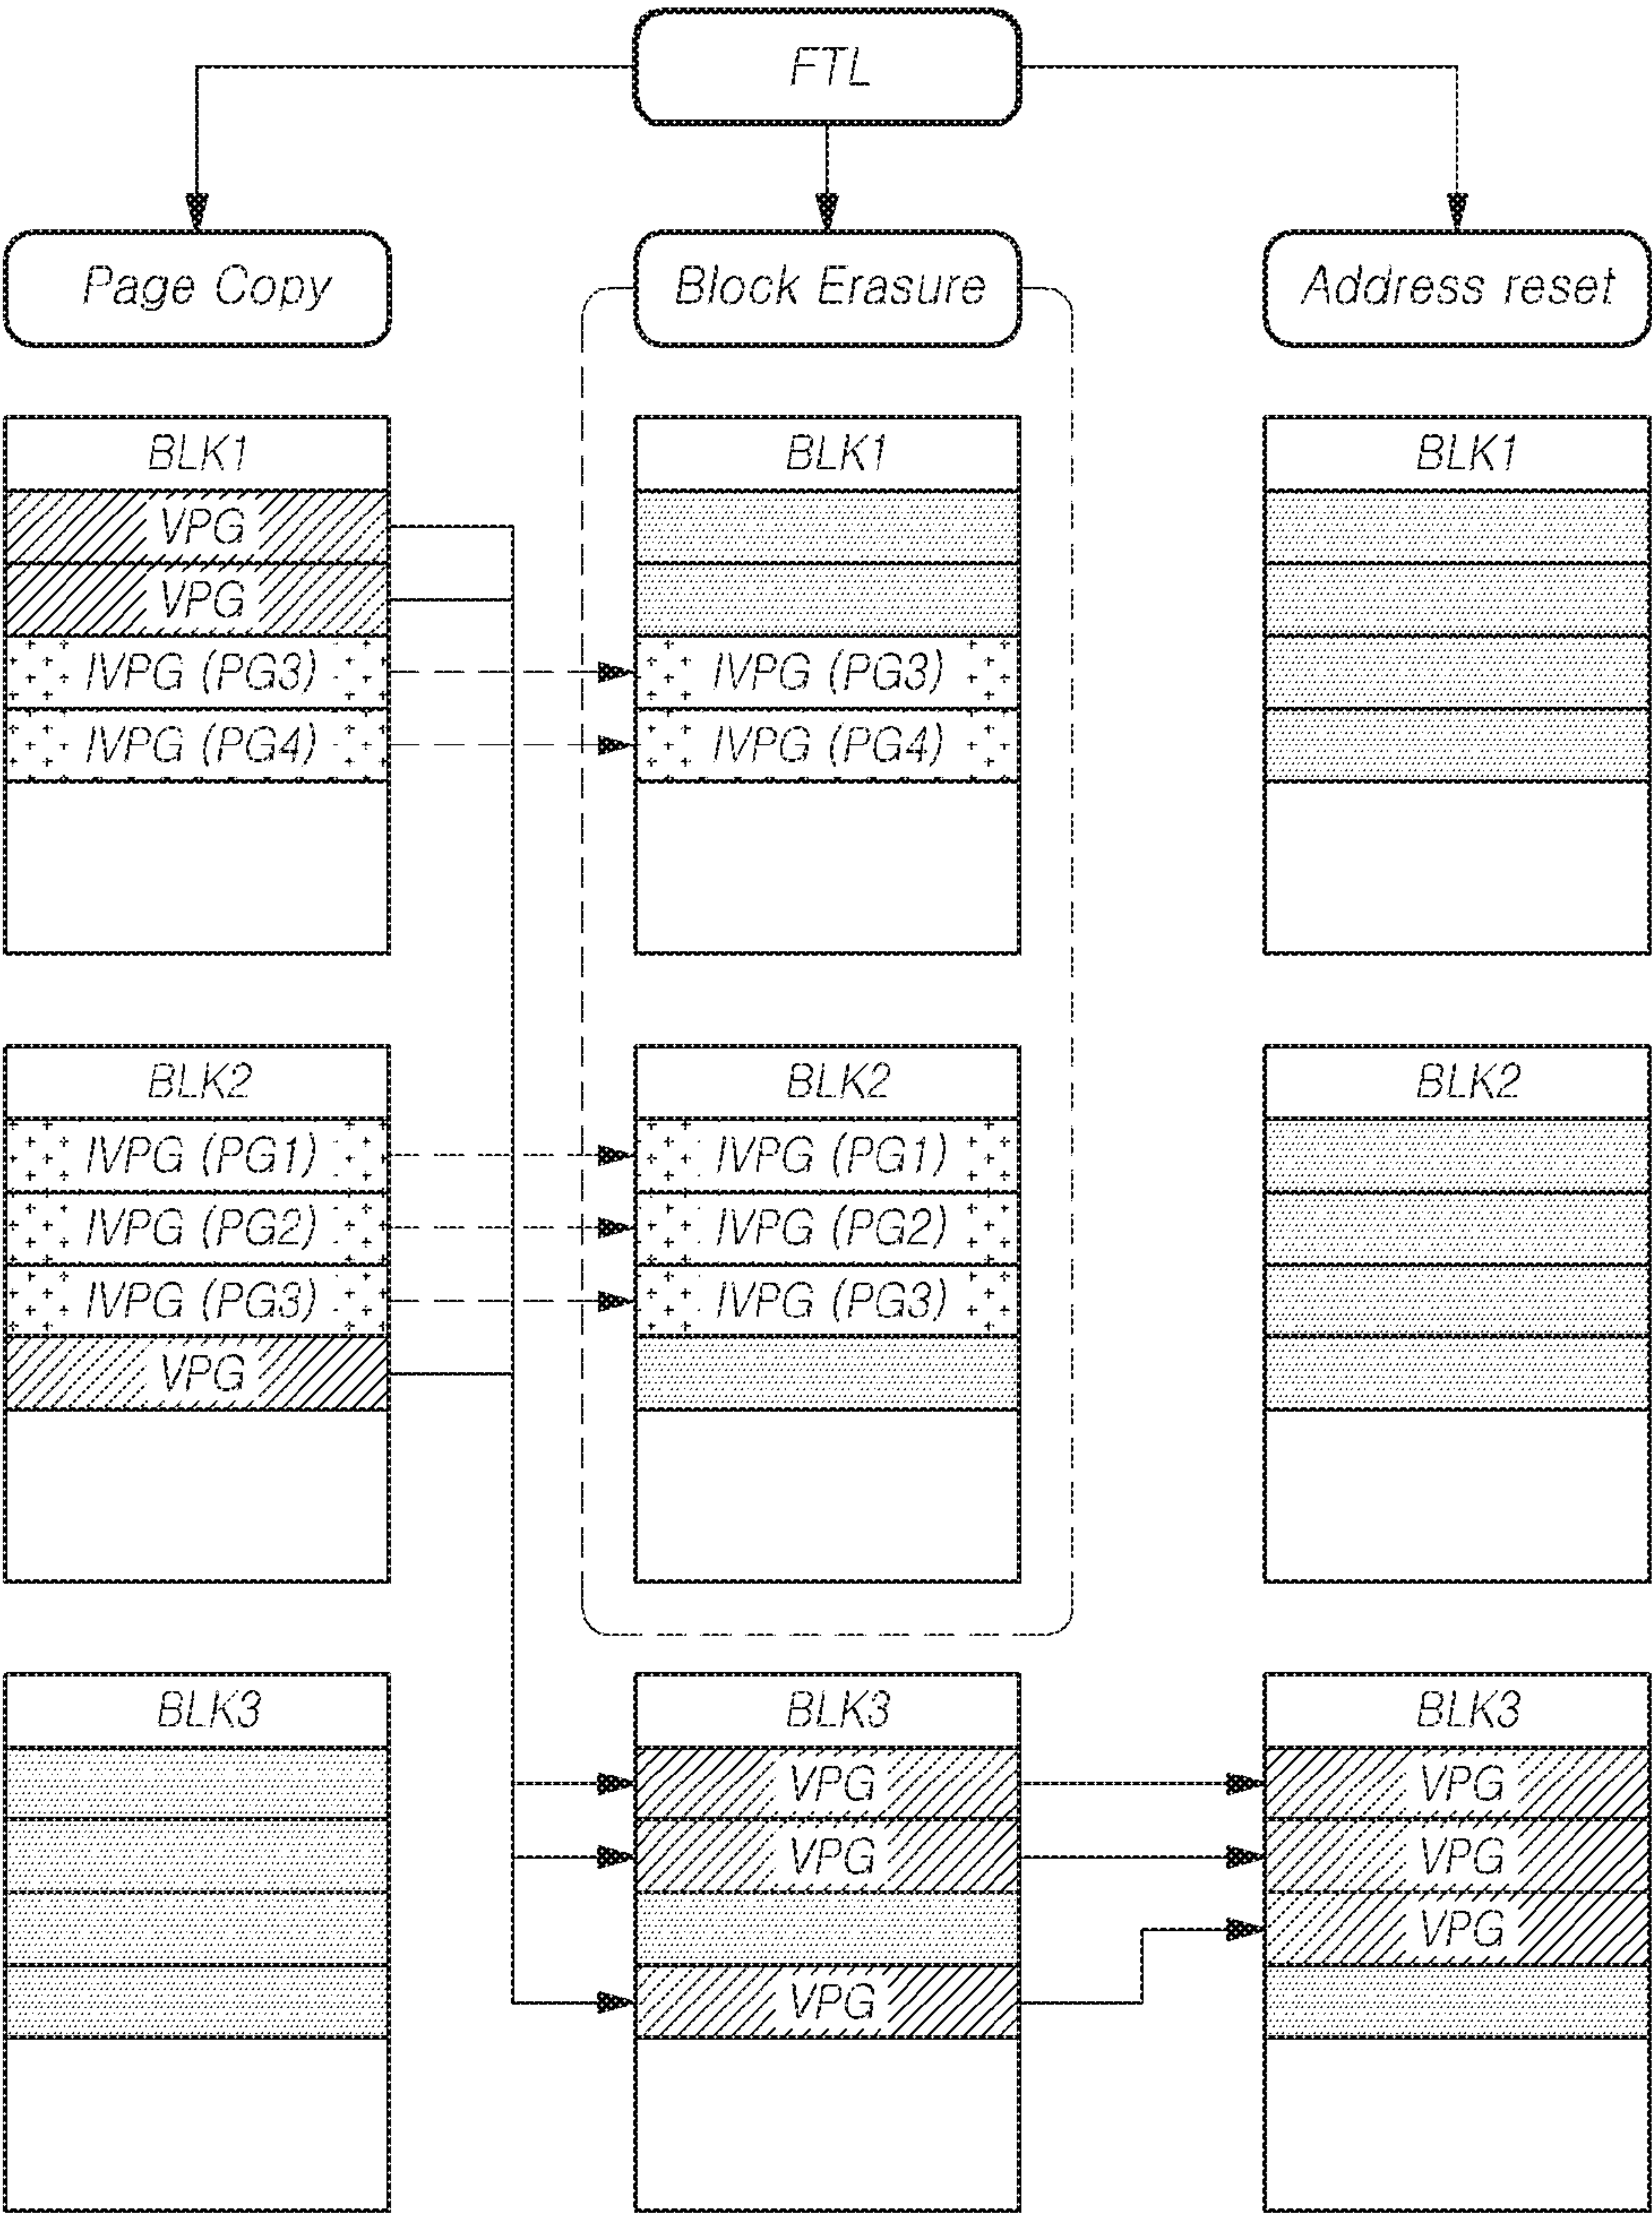 FTL
Page Copy
Block Erasure
Address reset
BLK1
VPG
VPG
IVPG (PG3)
IVPG (PG4)
BLK1
IVPG (PG3)
IVPG (PG4)
BLK1
BLK2
IVPG (PG1)
IVPG (PG2)
IVPG (PG3)
VPG
BLK2
IVPG (PG1)
IVPG (PG2)
IVPG (PG3)
BLK2
BLK3
BLK3
VPG
VPG
VPG
BLK3
VPG
VPG
VPG